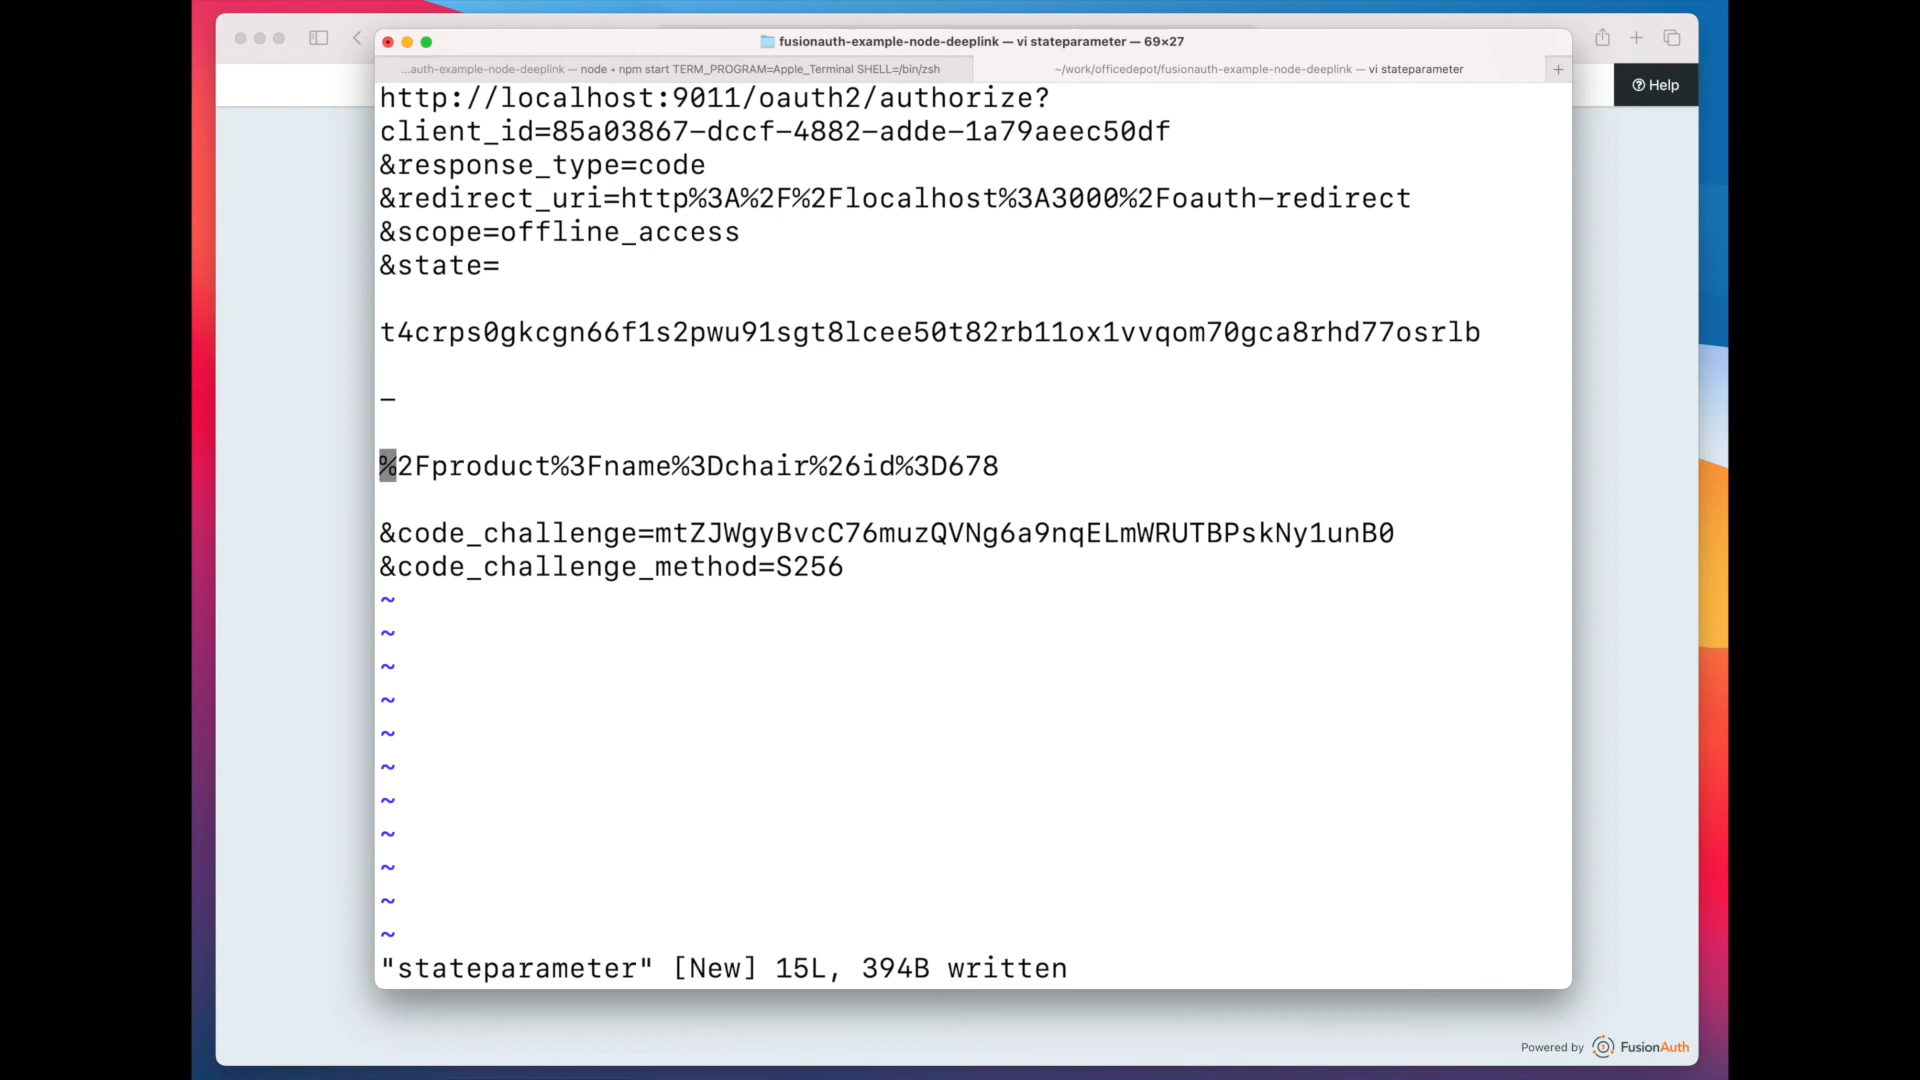 fusionauth-example-node-deeplink — vi stateparameter — 69×27
...auth-example-node-deeplink — node • npm start TERM_PROGRAM=Apple_Terminal SHELL=/bin/zsh
~/work/officedepot/fusionauth-example-node-deeplink — vi stateparameter
Help
http://localhost:9011/oauth2/authorize?
client_id=85a03867-dccf-4882-adde-1a79aeec50df
&response_type=code
&redirect_uri=http%3A%2F%2Flocalhost%3A3000%2Foauth-redirect
&scope=offline_access
&state=
t4crps0gkcgn66f1s2pwu91sgt8lcee50t82rb11ox1vvqom70gca8rhd77osrlb
_
%2Fproduct%3Fname%3Dchair%26id%3D678
&code_challenge=mtZJWgyBvcC76muzQVNg6a9nqELmWRUTBPskNy1unB0
&code_challenge_method=S256
~
~
~
~
~
~
~
~
~
~
~
"stateparameter" [New] 15L, 394B written
Powered by FusionAuth